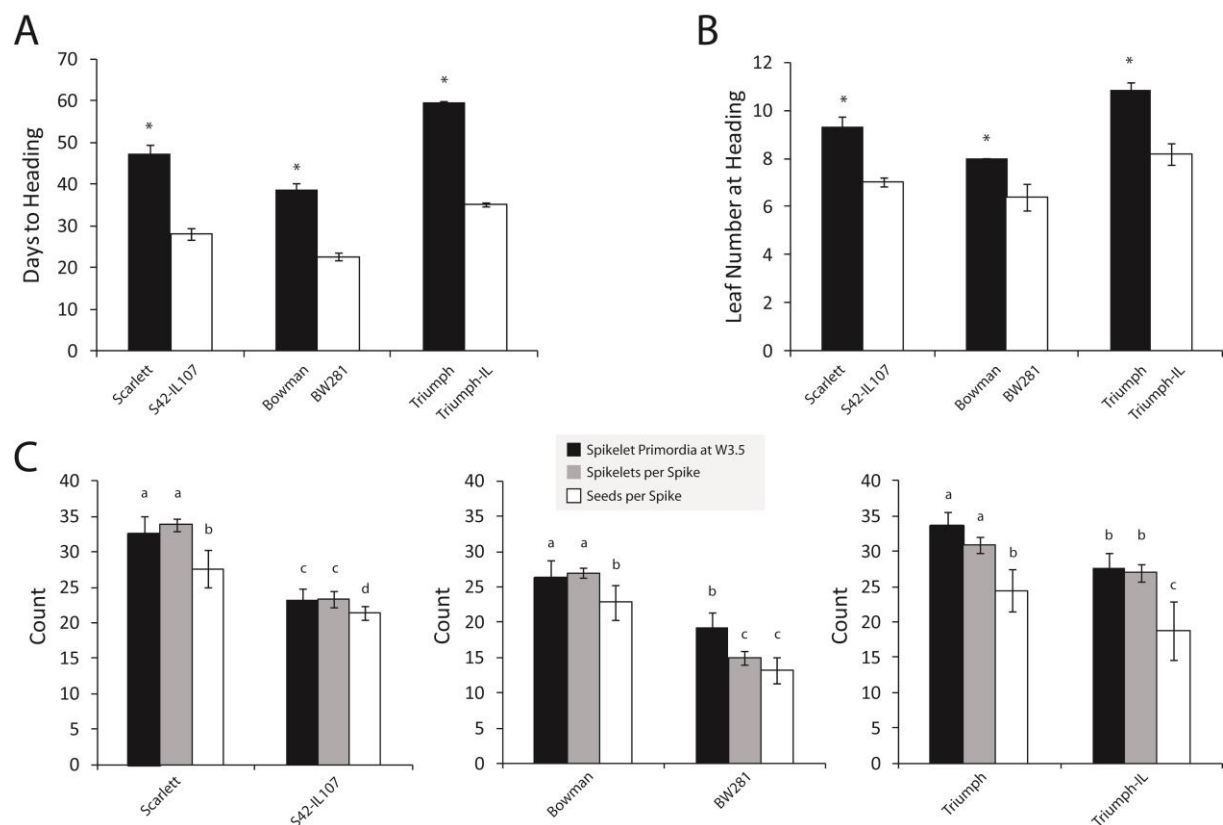 A
Days to Heading
70
60
50
40
30
20
10
0
*
*
*
Scarlett
S42-IL107
Bowman
BW281
Triumph
Triumph-IL
B
Leaf Number at Heading
12
10
8
6
4
2
0
*
*
*
Scarlett
S42-IL107
Bowman
BW281
Triumph
Triumph-IL
C
Spikelet Primordia at W3.5
Spikelets per Spike
Seeds per Spike
Count
40
35
30
25
20
15
10
5
0
a a b c c d
Scarlett
S42-IL107
Count
40
35
30
25
20
15
10
5
0
a a b b c c
Bowman
BW281
Count
40
35
30
25
20
15
10
5
0
a a b b b c
Triumph
Triumph-IL